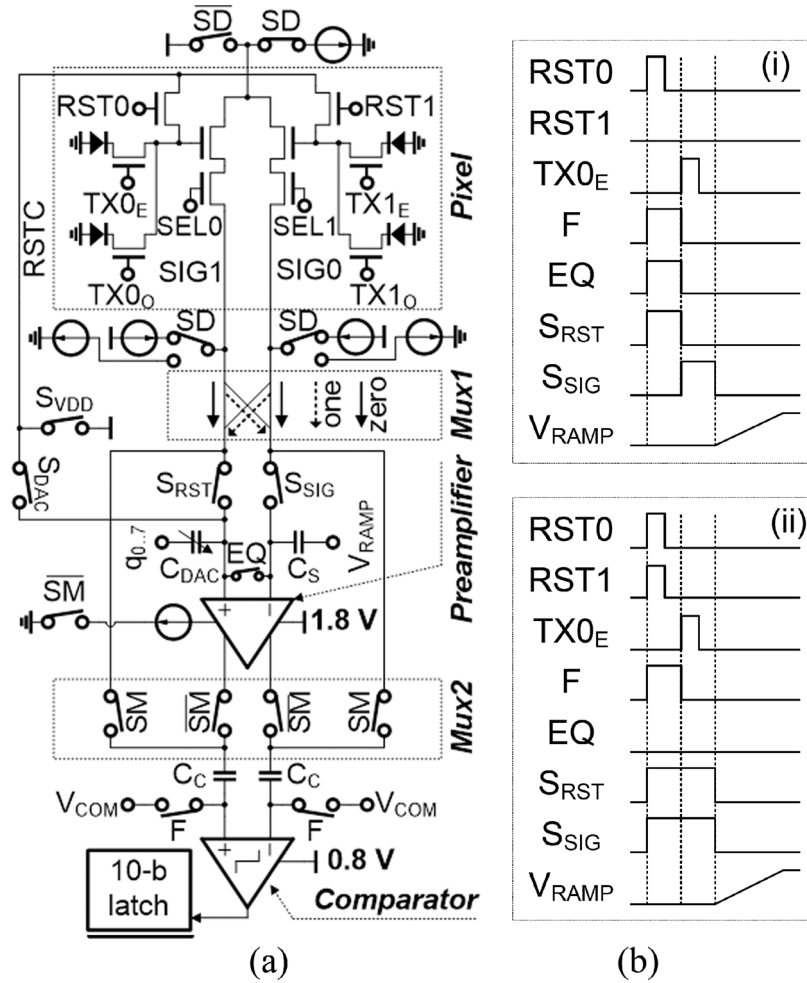 SD SD
RST0 RST1
TX0E TX1E
SEL0 SEL1
SIG1 SIG0
TX0O TX1O
RSTC
Pixel
SD SD
one
zero
Mux1
SVDD
SDAC
SRST SSIG
q0..7
CDAC EQ CS VRAMP
Preamplifier
SM
+ −
1.8 V
SM SM SM SM
Mux2
CC CC
VCOM F F VCOM
+ −
0.8 V
10-b
latch
Comparator
(a)
(i)
RST0
RST1
TX0E
F
EQ
SRST
SSIG
VRAMP
(ii)
RST0
RST1
TX0E
F
EQ
SRST
SSIG
VRAMP
(b)